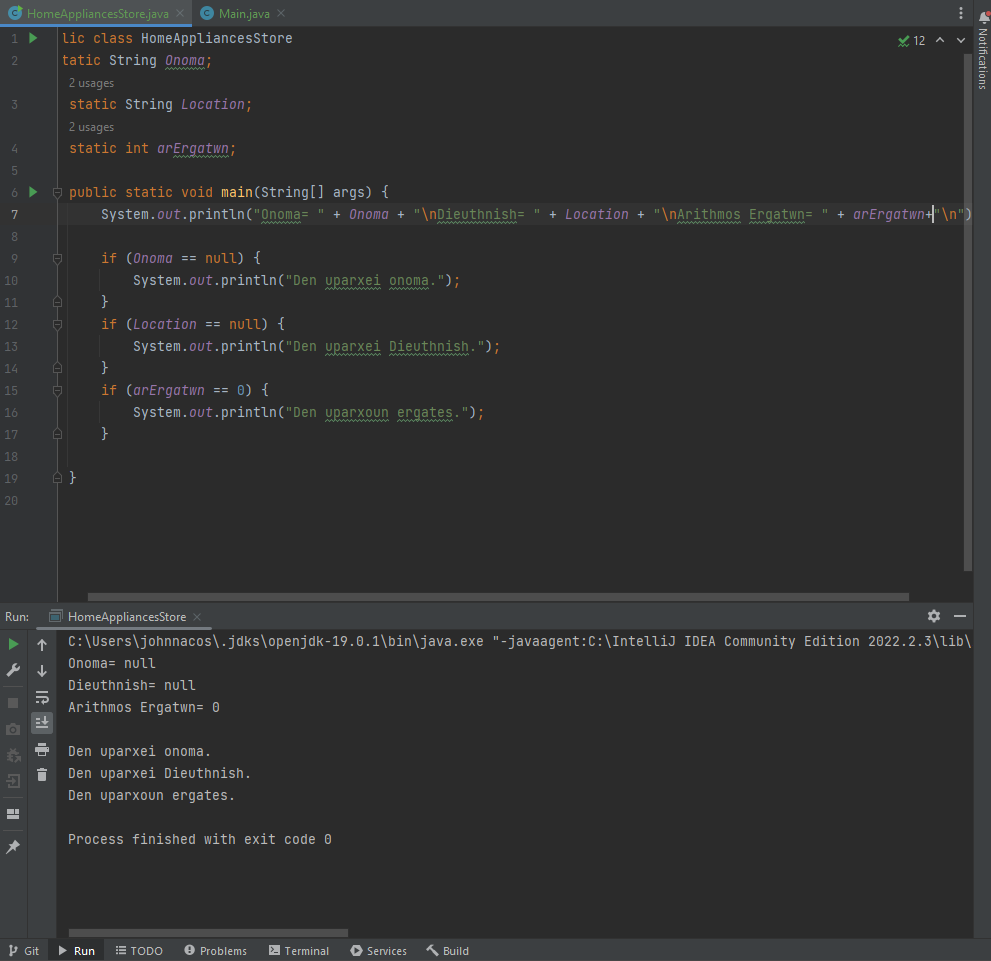 HomeAppliancesStore.java Main.java
Notifications
12
1 lic class HomeAppliancesStore
2 tatic String Onoma;
2 usages
3 static String Location;
2 usages
4 static int arErgatwn;
5
6 public static void main(String[] args) {
7 System.out.println("Onoma= " + Onoma + "\nDieuthnish= " + Location + "\nArithmos Ergatwn= " + arErgatwn+"\n")
8
9 if (Onoma == null) {
10 System.out.println("Den uparxei onoma.");
11 }
12 if (Location == null) {
13 System.out.println("Den uparxei Dieuthnish.");
14 }
15 if (arErgatwn == 0) {
16 System.out.println("Den uparxoun ergates.");
17 }
18
19 }
20
Run: HomeAppliancesStore
C:\Users\johnnacos\.jdks\openjdk-19.0.1\bin\java.exe "-javaagent:C:\IntelliJ IDEA Community Edition 2022.2.3\lib\
Onoma= null
Dieuthnish= null
Arithmos Ergatwn= 0
Den uparxei onoma.
Den uparxei Dieuthnish.
Den uparxoun ergates.
Process finished with exit code 0
Git Run TODO Problems Terminal Services Build